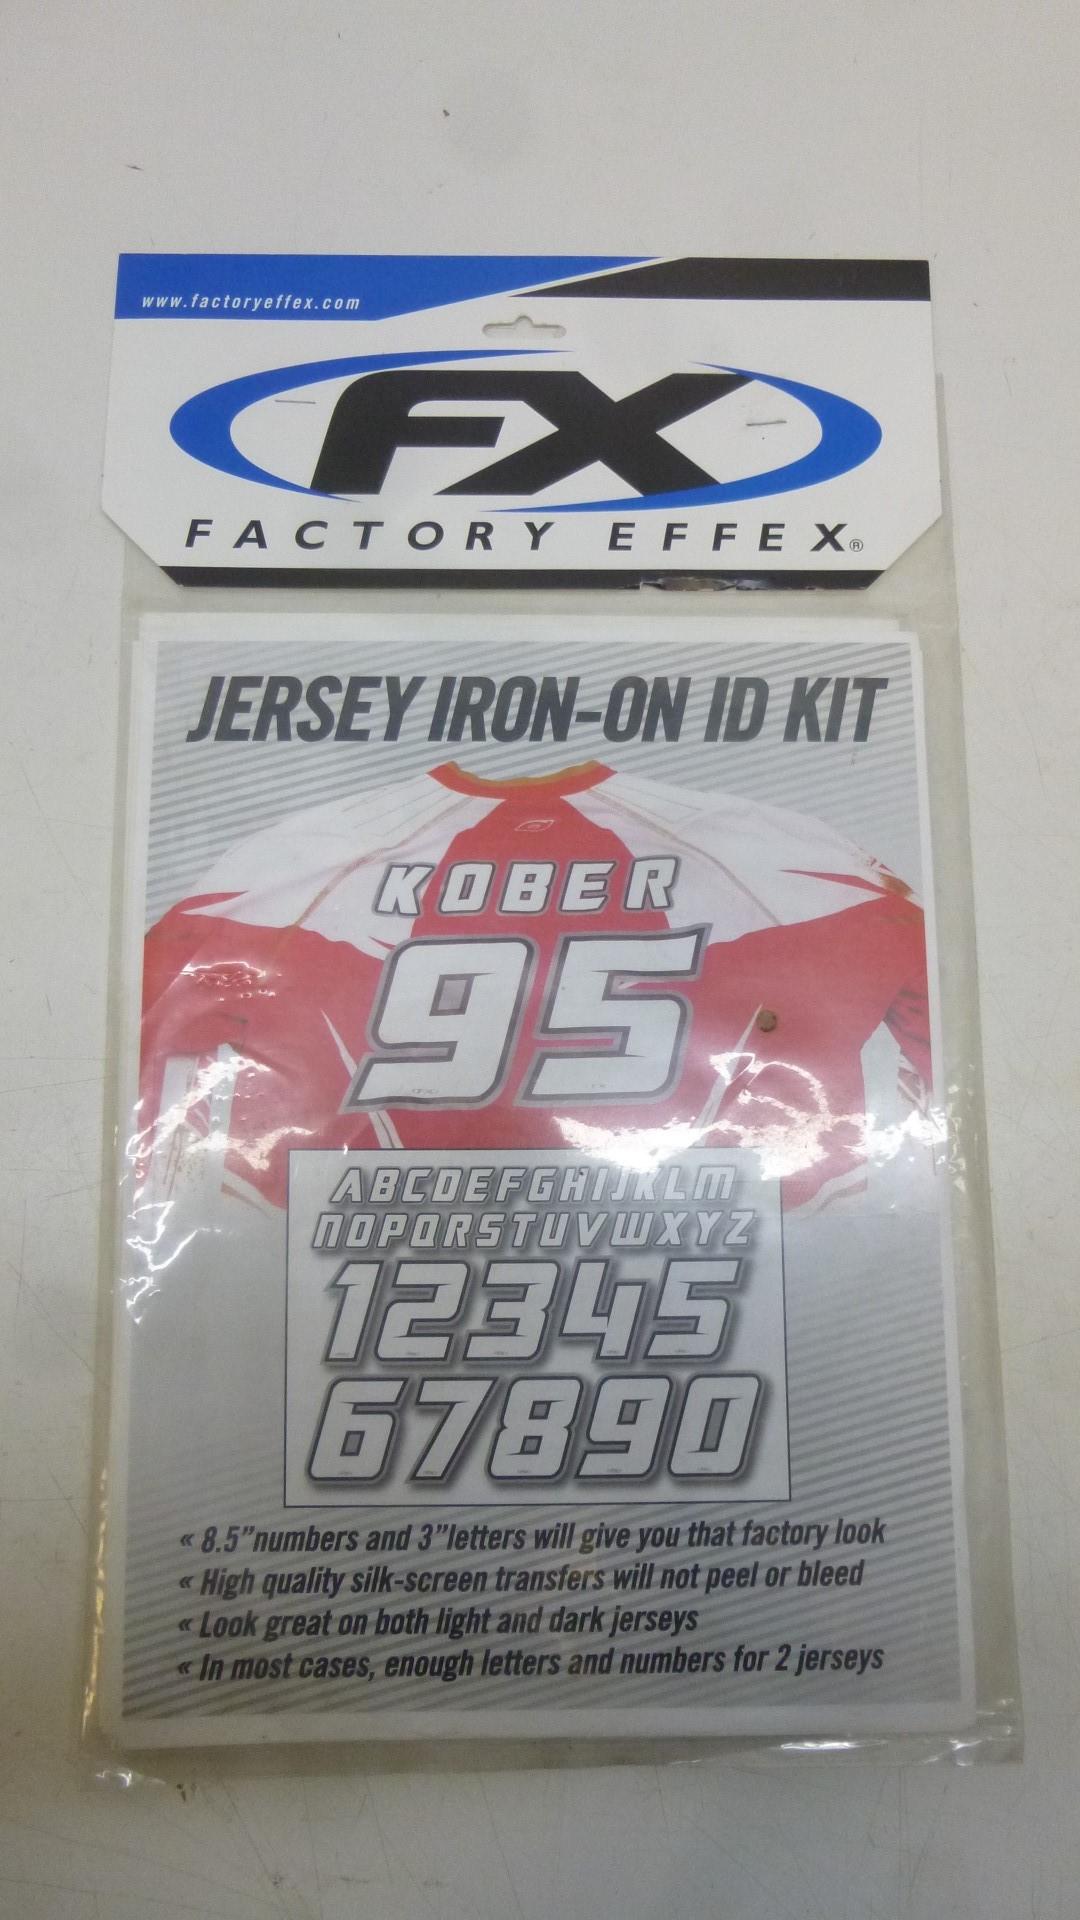 www.factoryeffex.com
FX
FACTORY EFFEX®
JERSEY IRON-ON ID KIT
KOBER
95
ABCDEFGHIJKLM
NOPQRSTUVWXYZ
12345
67890
« 8.5"numbers and 3"letters will give you that factory look
« High quality silk-screen transfers will not peel or bleed
« Look great on both light and dark jerseys
« In most cases, enough letters and numbers for 2 jerseys